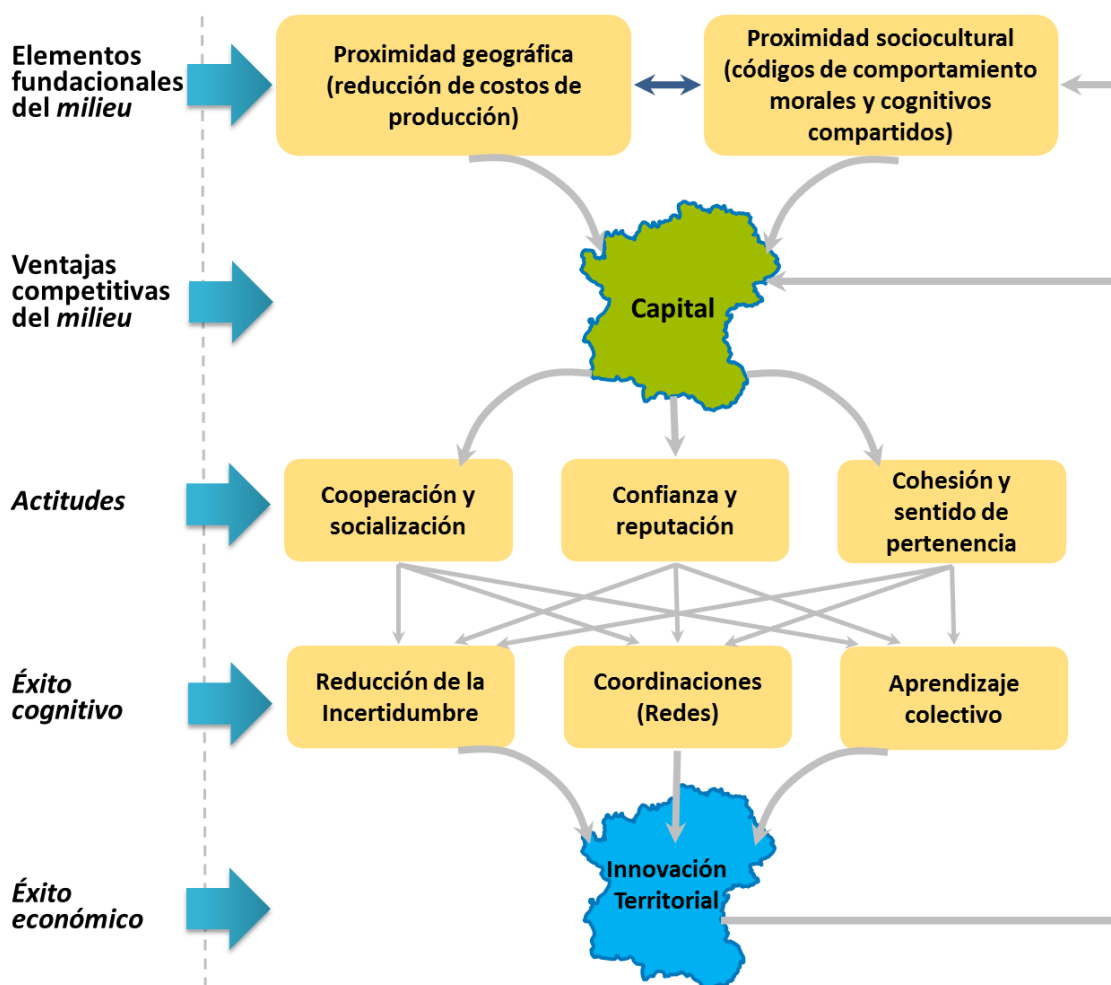 Elementos
fundacionales
del milieu
Proximidad geográfica
(reducción de costos de
producción)
Proximidad sociocultural
(códigos de comportamiento
morales y cognitivos
compartidos)
Ventajas
competitivas
del milieu
Capital
Actitudes
Cooperación y
socialización
Confianza y
reputación
Cohesión y
sentido de
pertenencia
Éxito
cognitivo
Reducción de la
Incertidumbre
Coordinaciones
(Redes)
Aprendizaje
colectivo
Éxito
económico
Innovación
Territorial